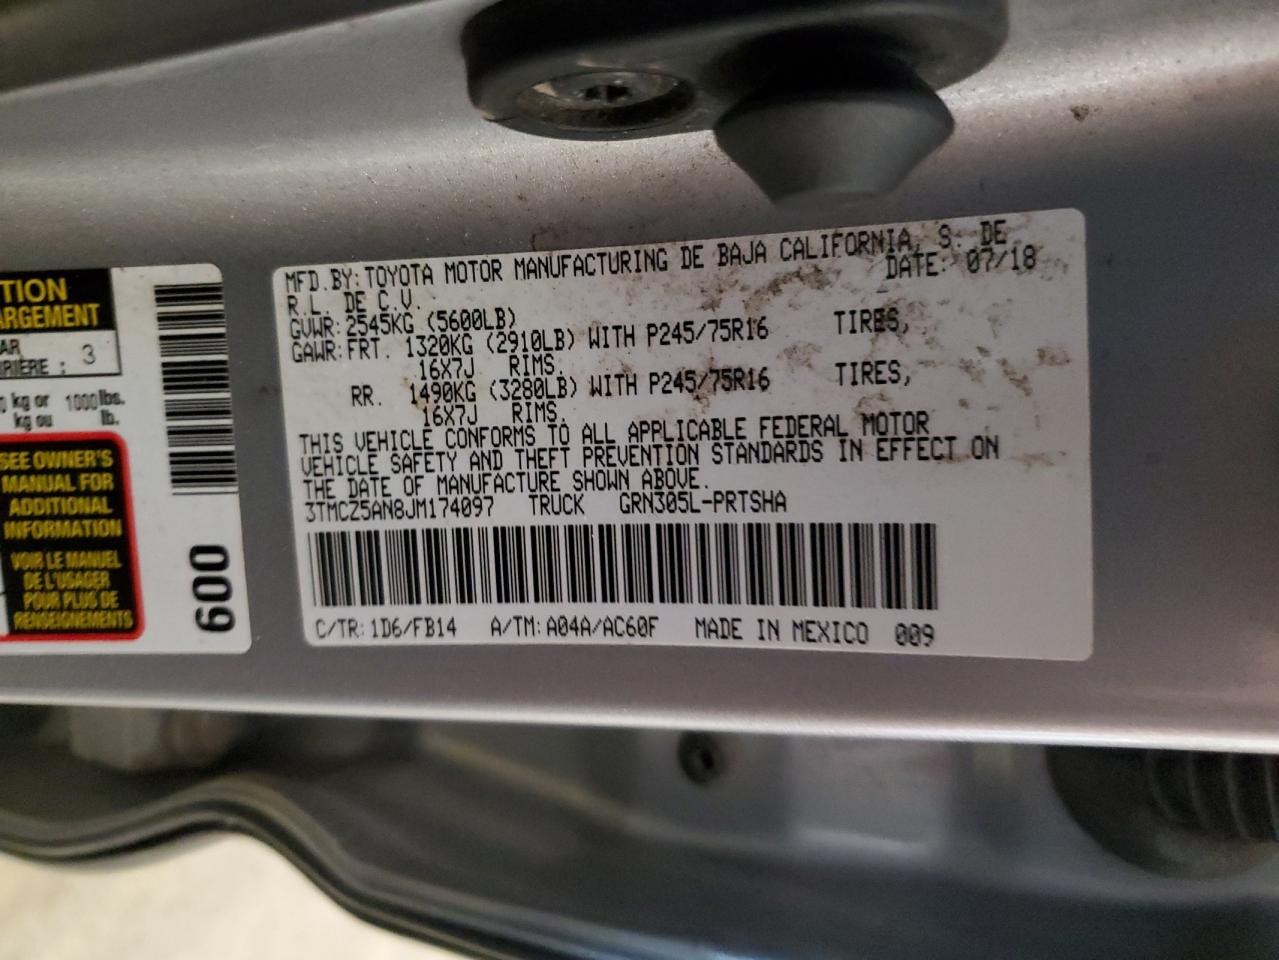 TION
ARGEMENT
AR
RIÈRE : 3
0 kg or 1000 lbs.
kg ou lb.
SEE OWNER'S
MANUAL FOR
ADDITIONAL
INFORMATION
VOIR LE MANUEL
DE L'USAGER
POUR PLUS DE
RENSEIGNEMENTS
600
MFD.BY: TOYOTA MOTOR MANUFACTURING DE BAJA CALIFORNIA, S. DE
R.L. DE C.V. DATE: 07/18
GVWR: 2545KG (5600LB)
GAWR: FRT. 1320KG (2910LB) WITH P245/75R16 TIRES,
16X7J RIMS.
RR. 1490KG (3280LB) WITH P245/75R16 TIRES,
16X7J RIMS.
THIS VEHICLE CONFORMS TO ALL APPLICABLE FEDERAL MOTOR
VEHICLE SAFETY AND THEFT PREVENTION STANDARDS IN EFFECT ON
THE DATE OF MANUFACTURE SHOWN ABOVE.
3TMCZ5AN8JM174097 TRUCK GRN305L-PRTSHA
C/TR: 1D6/FB14 A/TM: A04A/AC60F MADE IN MEXICO 009